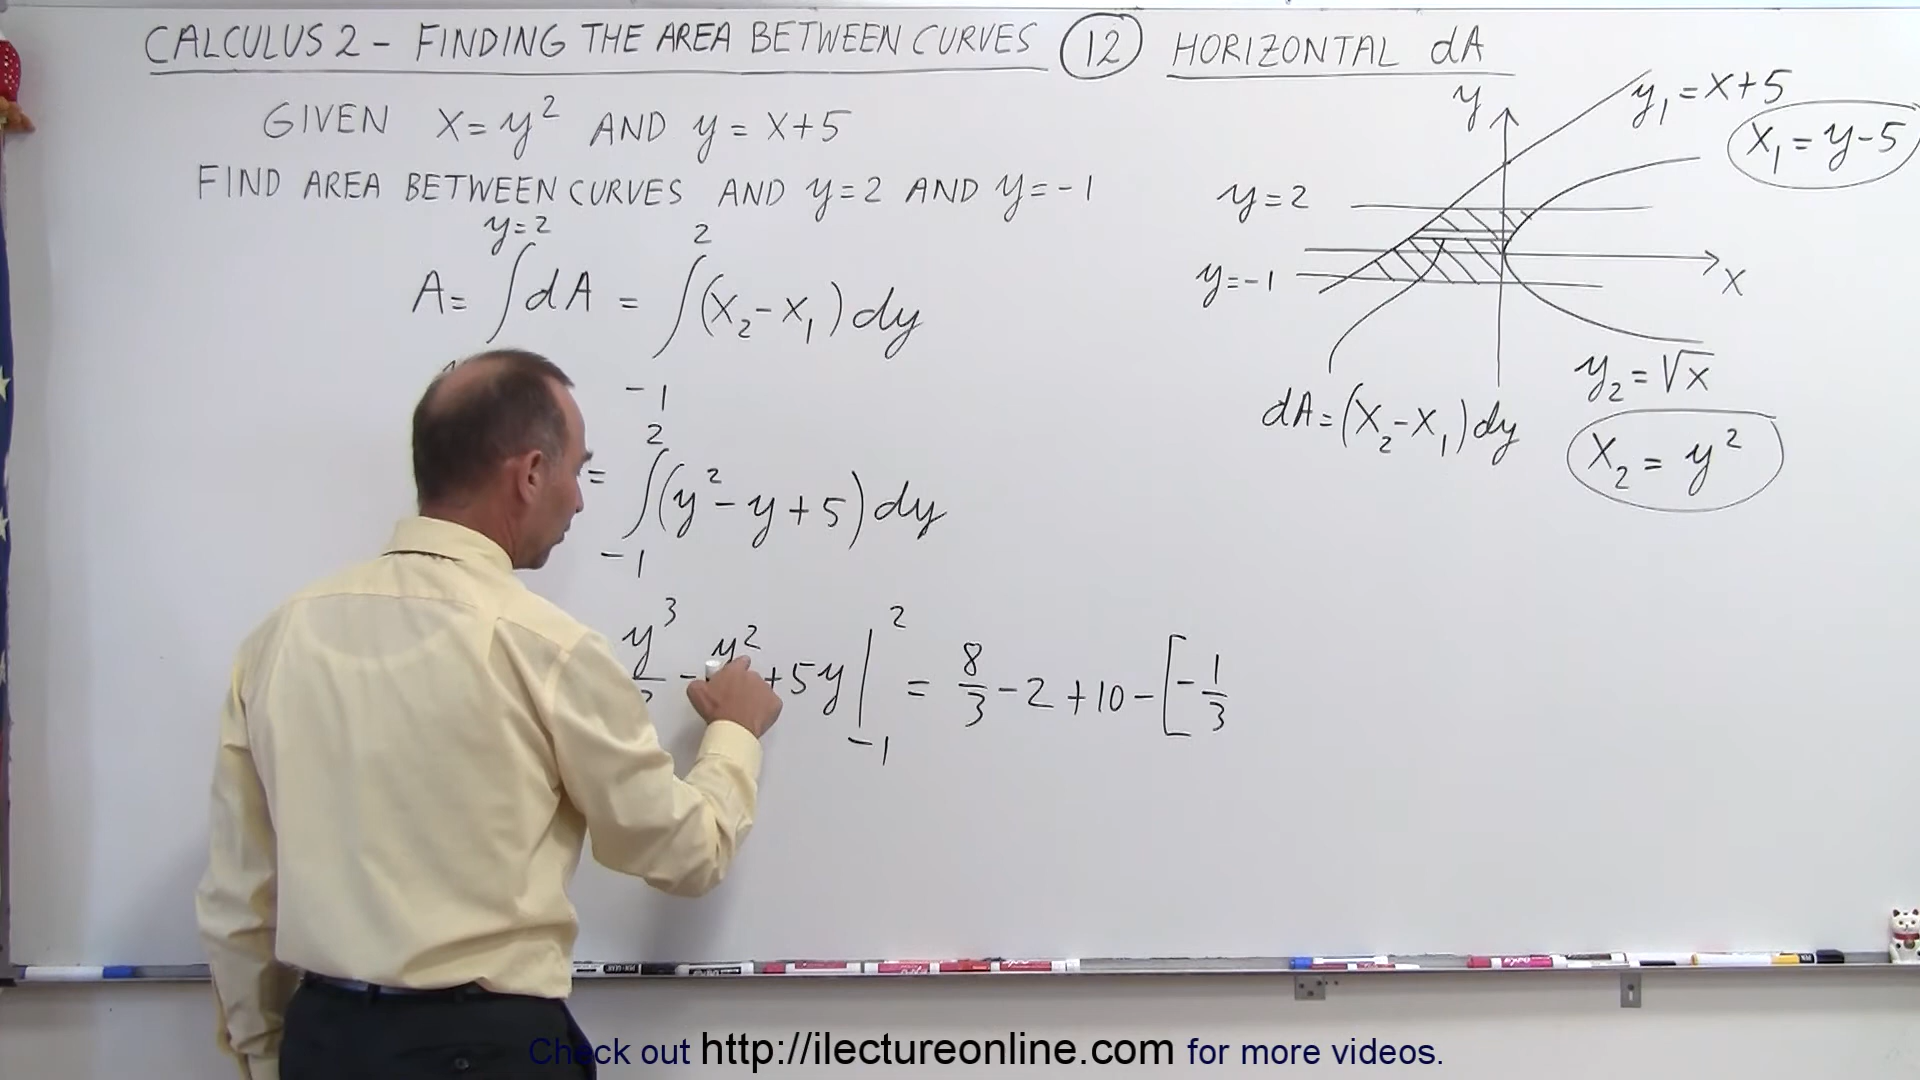 CALCULUS 2 - FINDING THE AREA BETWEEN CURVES 12 HORIZONTAL dA
GIVEN x = y² AND y = x+5
FIND AREA BETWEEN CURVES AND y=2 AND y=-1
y=2 2
A = ∫dA = ∫(x₂-x₁)dy
-1
2
= ∫(y²-y+5)dy
-1
y³ - y² +5y | 2 = 8/3 - 2 + 10 - [-1/3
-1
y
y₁ = x+5
x₁ = y-5
y=2
y=-1
x
y₂ = √x
dA = (x₂-x₁)dy
x₂ = y²
Check out http://ilectureonline.com for more videos.